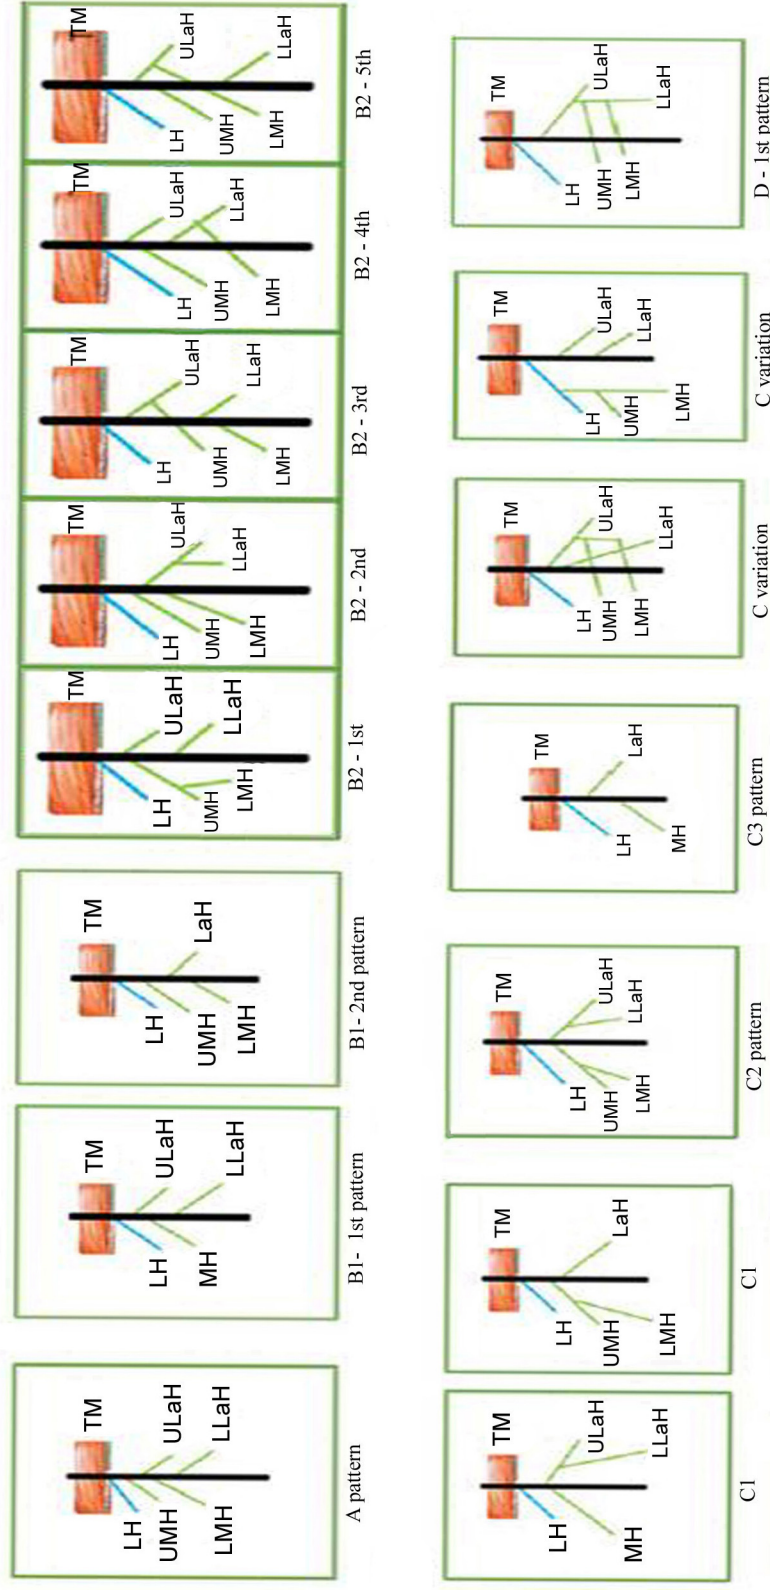 TM
LH
UMH
ULaH
LMH
LLaH
A pattern
TM
LH
ULaH
MH
LLaH
B1- 1st pattern
TM
LH
UMH
LaH
LMH
B1- 2nd pattern
TM
LH
ULaH
UMH
LLaH
LMH
B2 - 1st
TM
LH
ULaH
UMH
LLaH
LMH
B2 - 2nd
TM
LH
ULaH
UMH
LLaH
LMH
B2 - 3rd
TM
LH
ULaH
UMH
LLaH
LMH
B2 - 4th
TM
LH
ULaH
UMH
LLaH
LMH
B2 - 5th
TM
LH
ULaH
MH
LLaH
C1
TM
LH
UMH
LaH
LMH
C1
TM
LH
ULaH
UMH
LLaH
LMH
C2 pattern
TM
LH
LaH
MH
C3 pattern
TM
LH
ULaH
UMH
LMH
LLaH
C variation
TM
LH
ULaH
UMH
LLaH
LMH
C variation
TM
LH
ULaH
UMH
LMH
LLaH
D - 1st pattern